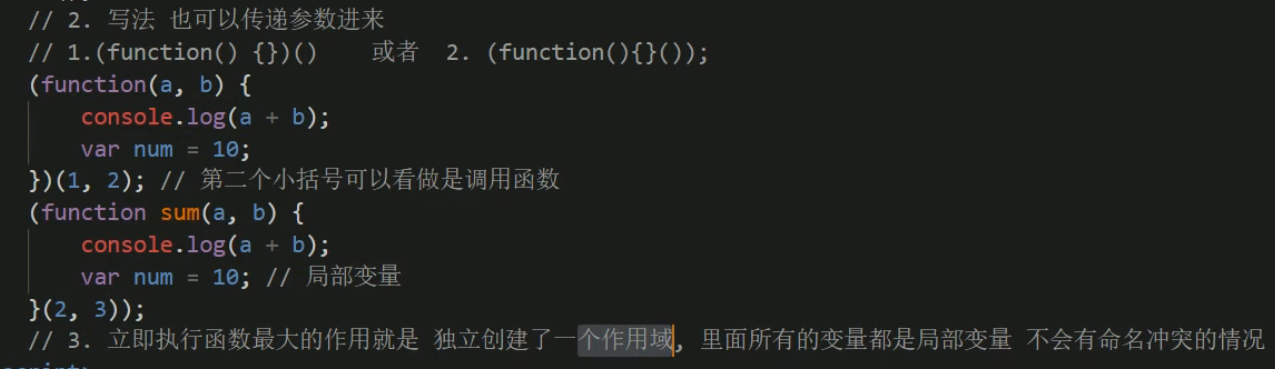 // 2. 写法 也可以传递参数进来
// 1.(function() {})()    或者  2. (function(){}());
(function(a, b) {
    console.log(a + b);
    var num = 10;
})(1, 2); // 第二个小括号可以看做是调用函数
(function sum(a, b) {
    console.log(a + b);
    var num = 10; // 局部变量
}(2, 3));
// 3. 立即执行函数最大的作用就是 独立创建了一个作用域, 里面所有的变量都是局部变量 不会有命名冲突的情况